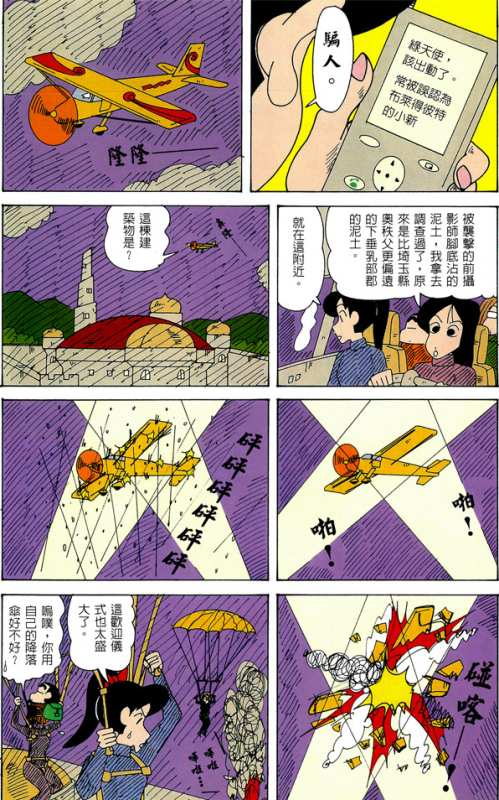 綠天使,
該出動了。
常被誤認為
布萊得彼特
的小新
騙人。
隆隆
被襲擊的前攝
影師腳底沾的
泥土,我拿去
調查過了,原
來是比埼玉縣
奧秩父更偏遠
的下垂乳部郡
的泥土。
就在這附近。
這棟建
築物是?
啪!
啪!
砰砰砰砰砰砰
碰喀——!
這歡迎儀
式也太盛
大了。
嗚噗,你用
自己的降落
傘好不好?